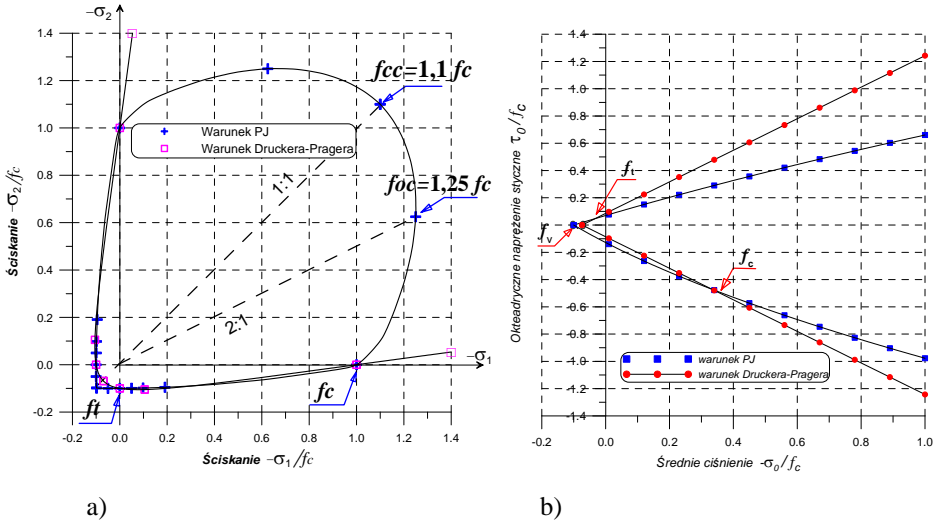 −σ2
1.4
1.2
1.0
0.8
0.6
0.4
0.2
0.0
-0.2
Ściskanie −σ2/fc
fcc=1,1 fc
Warunek PJ
Warunek Druckera-Pragera
1:1
foc=1,25 fc
2:1
−σ1
ft
fc
-0.2 0.0 0.2 0.4 0.6 0.8 1.0 1.2 1.4
Ściskanie −σ1/fc
a)
1.4
1.2
1.0
0.8
0.6
0.4
0.2
0.0
-0.2
-0.4
-0.6
-0.8
-1.0
-1.2
-1.4
Okteadryczne naprężenie styczne τ0/fc
ft
fv
fc
warunek PJ
warunek Druckera-Pragera
-0.2 0.0 0.2 0.4 0.6 0.8 1.0
Średnie ciśnienie -σ0/fc
b)